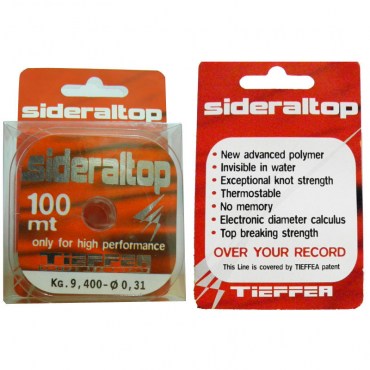 sideraltop
sideraltop
100
mt
only for high performance
TIEFFEA
Kg. 9,400 - Ø 0,31
sideraltop
• New advanced polymer
• Invisible in water
• Exceptional knot strength
• Thermostable
• No memory
• Electronic diameter calculus
• Top breaking strength
OVER YOUR RECORD
This Line is covered by TIEFFEA patent
TIEFFEA